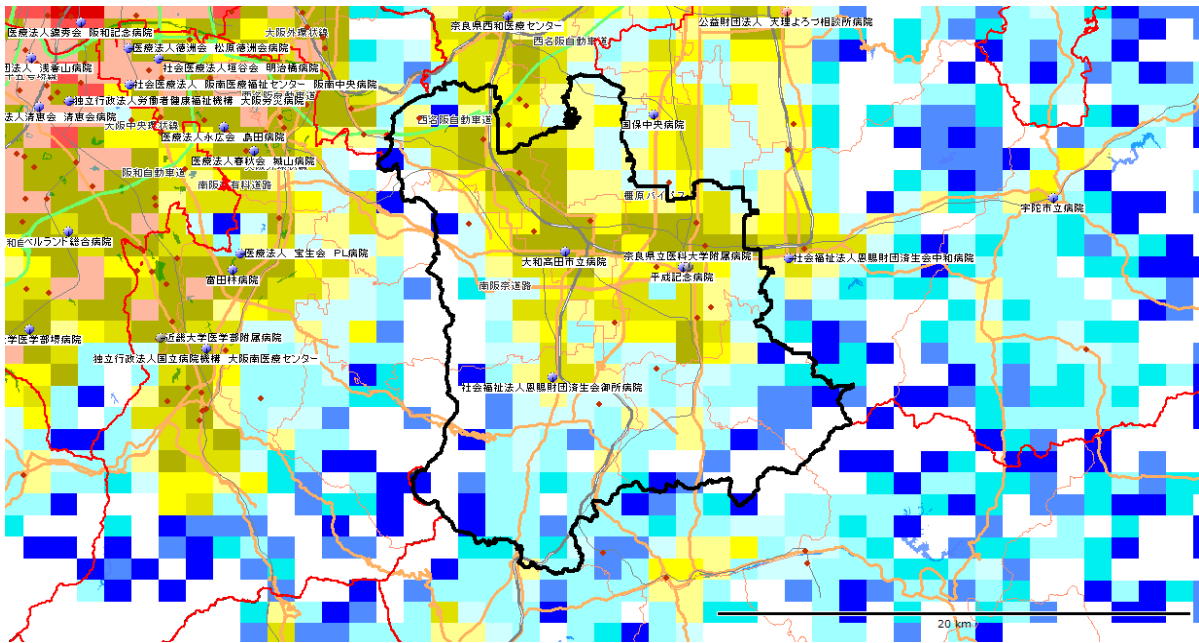 奈良県西和医療センター
公益財団法人 天理よろづ相談所病院
医療法人錦秀会 阪和記念病院
大阪外環状線
西名阪自動車道
医療法人徳洲会 松原徳洲会病院
社会医療法人垣谷会 明治橋病院
団法人 浅香山病院
社会医療法人 阪南医療福祉センター 阪南中央病院
独立行政法人労働者健康福祉機構 大阪労災病院
西名阪自動車道
法人清恵会 清恵会病院
大阪中央環状線
国保中央病院
医療法人永広会 島田病院
医療法人春秋会 城山病院
阪和自動車道
南阪奈有料道路
橿原バイパス
宇陀市立病院
ベルランド総合病院
医療法人 宝生会 PL病院
大和高田市立病院
奈良県立医科大学附属病院
社会福祉法人恩賜財団済生会中和病院
富田林病院
平成記念病院
南阪奈道路
学医学部堺病院
近畿大学医学部附属病院
独立行政法人国立病院機構 大阪南医療センター
社会福祉法人恩賜財団済生会御所病院
20 km